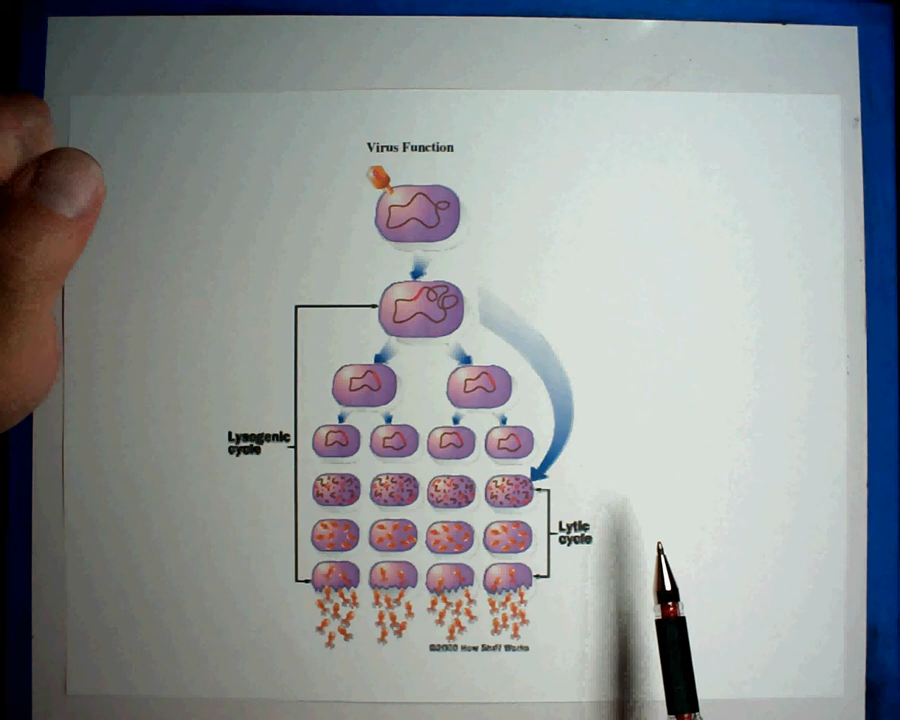 Virus Function
Lysogenic
cycle
Lytic
cycle
©2000 How Stuff Works